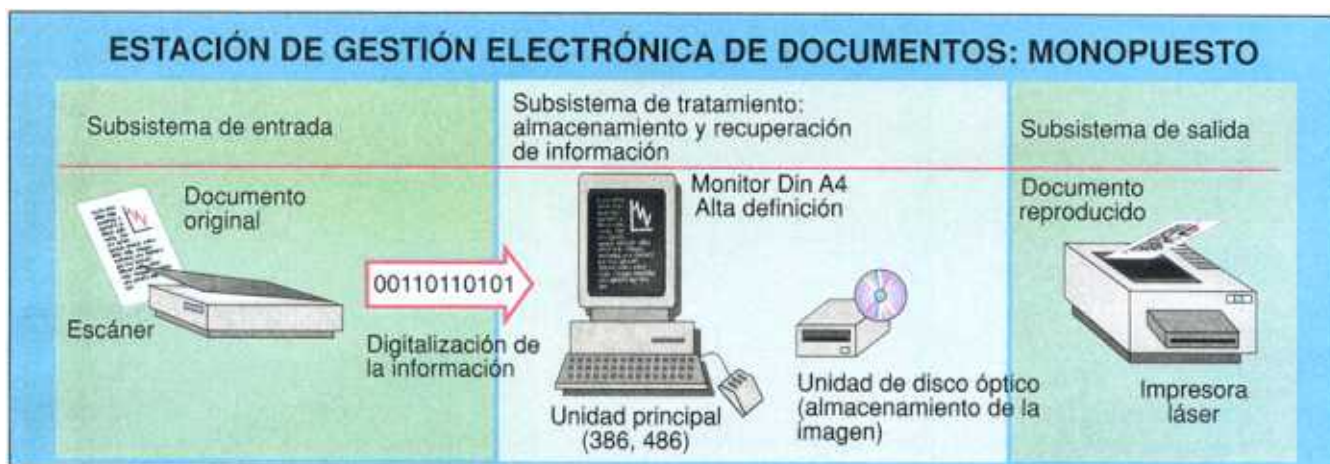 ESTACIÓN DE GESTIÓN ELECTRÓNICA DE DOCUMENTOS: MONOPUESTO
Subsistema de entrada
Subsistema de tratamiento:
almacenamiento y recuperación
de información
Subsistema de salida
Documento
original
Escáner
00110110101
Digitalización de
la información
Monitor Din A4
Alta definición
Unidad principal
(386, 486)
Unidad de disco óptico
(almacenamiento de la
imagen)
Documento
reproducido
Impresora
láser